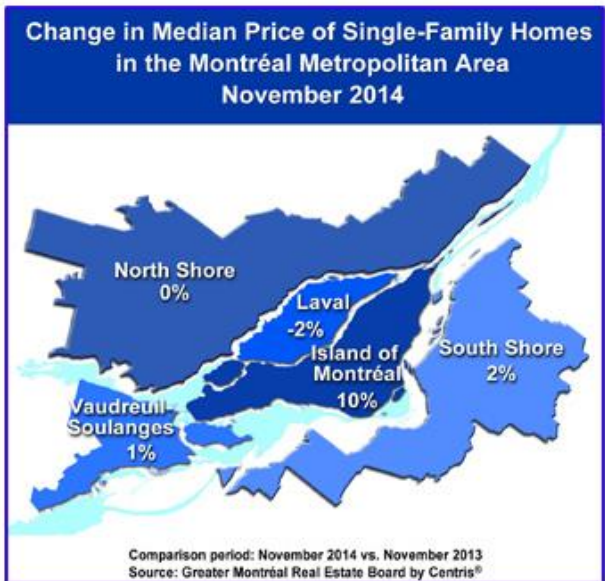 Change in Median Price of Single-Family Homes
in the Montréal Metropolitan Area
November 2014
North Shore
0%
Laval
-2%
Island of
Montréal
10%
South Shore
2%
Vaudreuil-
Soulanges
1%
Comparison period: November 2014 vs. November 2013
Source: Greater Montréal Real Estate Board by Centris®